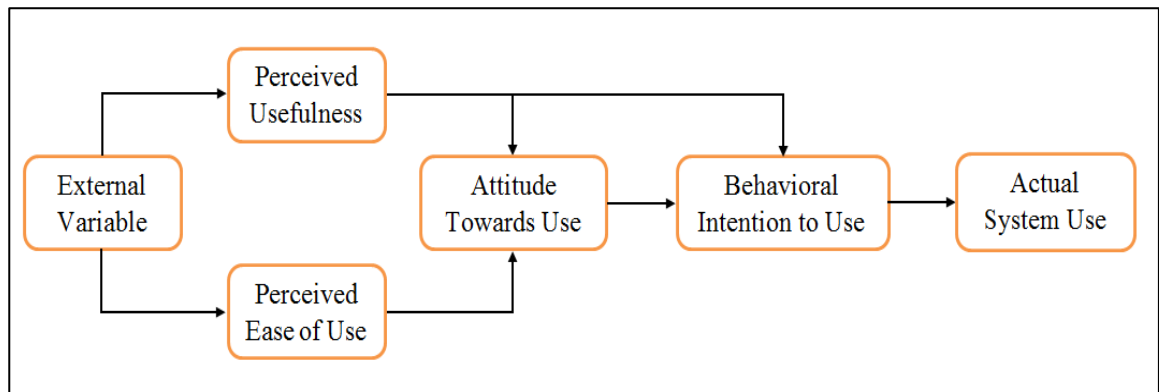 Perceived
Usefulness
External
Variable
Attitude
Towards Use
Behavioral
Intention to Use
Actual
System Use
Perceived
Ease of Use